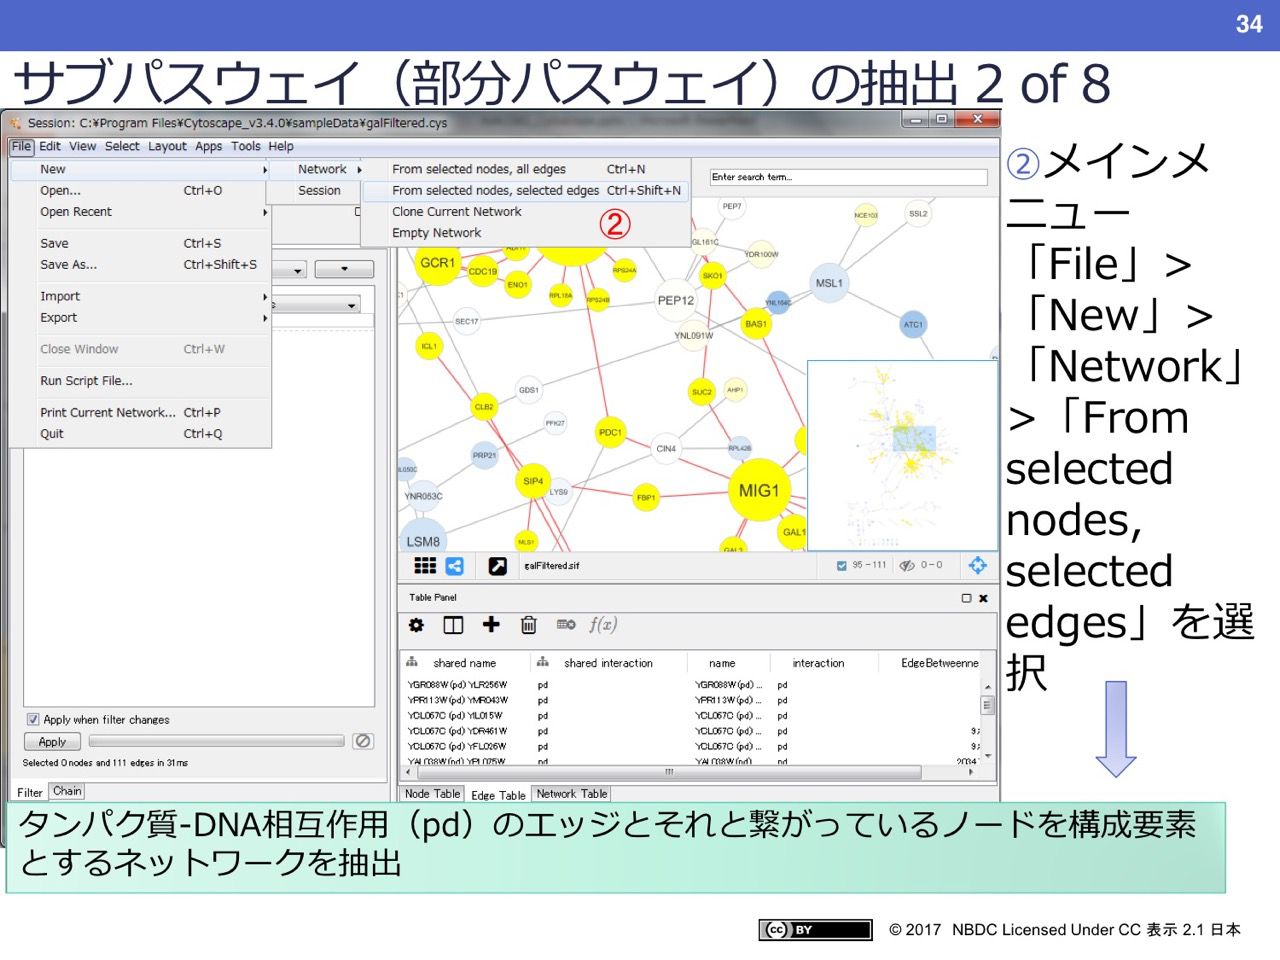 34
サブパスウェイ（部分パスウェイ）の抽出 2 of 8
Session: C:¥Program Files¥Cytoscape_v3.4.0¥sampleData¥galFiltered.cys
File Edit View Select Layout Apps Tools Help
New
Open... Ctrl+O
Open Recent
Save Ctrl+S
Save As... Ctrl+Shift+S
Import
Export
Close Window Ctrl+W
Run Script File...
Print Current Network... Ctrl+P
Quit Ctrl+Q
Network
Session
From selected nodes, all edges Ctrl+N
From selected nodes, selected edges Ctrl+Shift+N
Clone Current Network
Empty Network
②
Enter search term...
PEP7
NCE103
SSL2
GL161C
YDR100W
GCR1
CDC19
ENO1
RPS24A
RPL18A
RPS24B
SKO1
PEP12
MSL1
YNL164C
SEC17
YNL091W
BAS1
ATC1
ICL1
GDS1
SUC2
AHP1
CLB2
PFK27
PDC1
CIN4
RPL42B
PRP21
SIP4
LYS9
YNR053C
FBP1
MIG1
LSM8
NLS1
GAL1
galFiltered.sif
95-111
0-0
Table Panel
f(x)
shared name shared interaction name interaction EdgeBetweenne
YGR088W (pd) YLR256W pd YGR088W (pd) ... pd
YPR113W (pd) YMR043W pd YPR113W (pd) ... pd
YCL067C (pd) YIL015W pd YCL067C (pd) ... pd
YCL067C (pd) YDR461W pd YCL067C (pd) ... pd
YCL067C (pd) YFL026W pd YCL067C (pd) ... pd
YAL038W (pd) YPL075W pd YAL038W (pd) ... pd
Node Table Edge Table Network Table
Apply when filter changes
Apply
Selected 0 nodes and 111 edges in 31ms
Filter Chain
②メインメ
ニュー
「File」>
「New」>
「Network」
>「From
selected
nodes,
selected
edges」を選
択
タンパク質-DNA相互作用（pd）のエッジとそれと繋がっているノードを構成要素
とするネットワークを抽出
cc BY
© 2017 NBDC Licensed Under CC 表示 2.1 日本